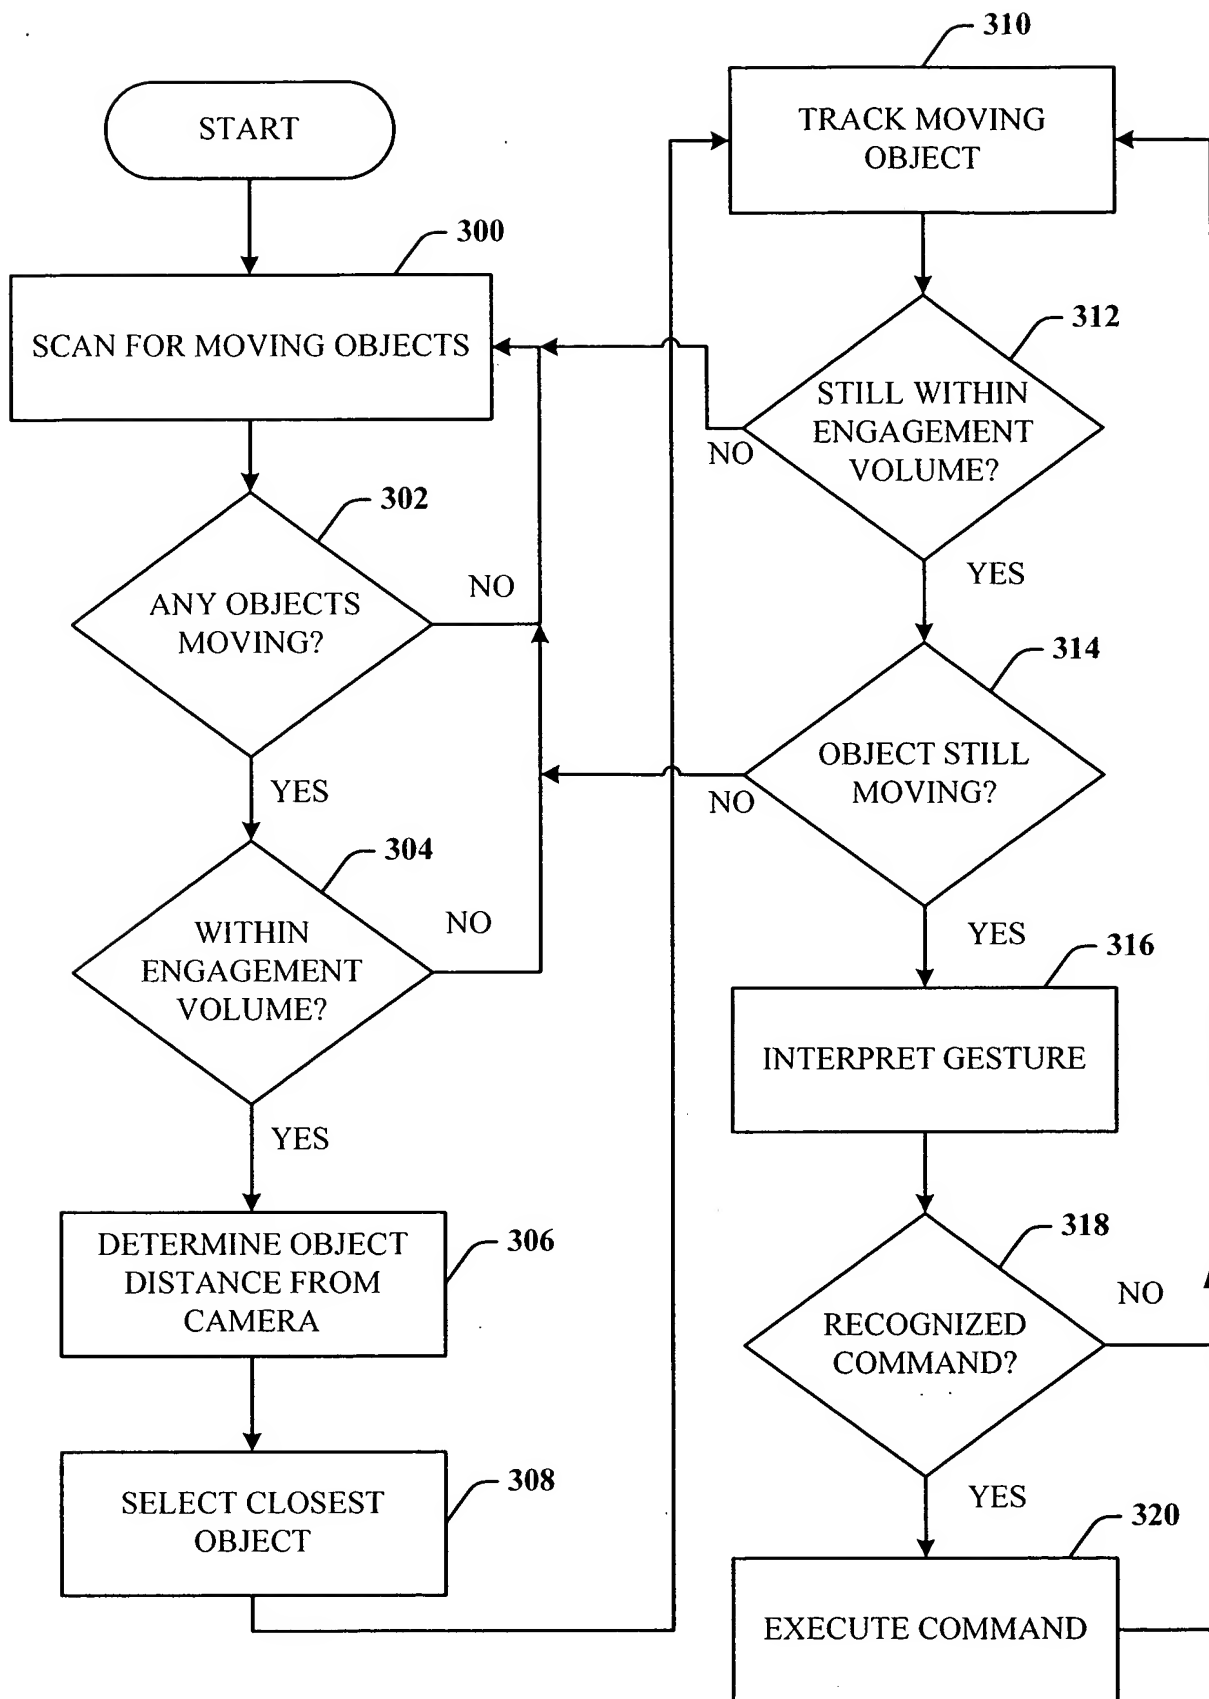 START
300
SCAN FOR MOVING OBJECTS
302
ANY OBJECTS
MOVING?
NO
YES
304
WITHIN
ENGAGEMENT
VOLUME?
NO
YES
306
DETERMINE OBJECT
DISTANCE FROM
CAMERA
308
SELECT CLOSEST
OBJECT
310
TRACK MOVING
OBJECT
312
STILL WITHIN
ENGAGEMENT
VOLUME?
NO
YES
314
OBJECT STILL
MOVING?
NO
YES
316
INTERPRET GESTURE
318
RECOGNIZED
COMMAND?
NO
YES
320
EXECUTE COMMAND